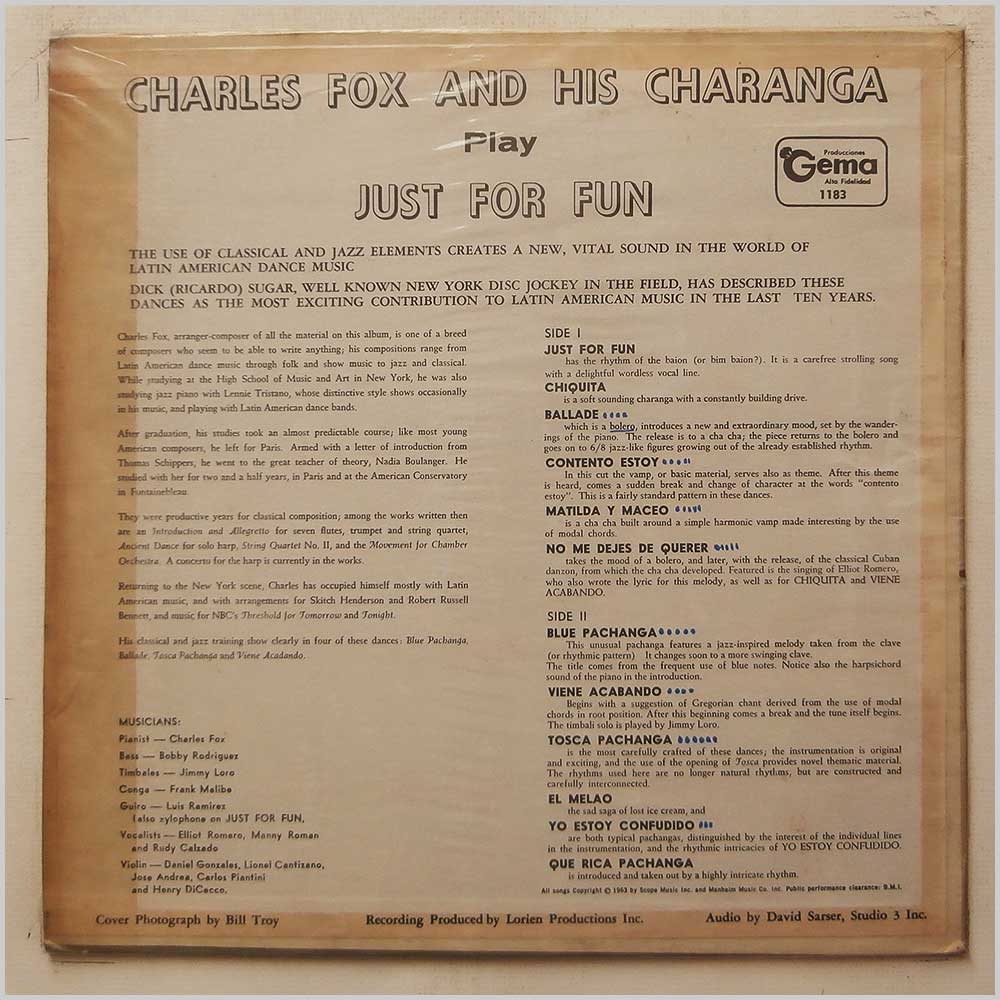 CHARLES FOX AND HIS CHARANGA
Play
JUST FOR FUN
Producciones
Gema
Alta Fidelidad
1183
THE USE OF CLASSICAL AND JAZZ ELEMENTS CREATES A NEW, VITAL SOUND IN THE WORLD OF
LATIN AMERICAN DANCE MUSIC
DICK (RICARDO) SUGAR, WELL KNOWN NEW YORK DISC JOCKEY IN THE FIELD, HAS DESCRIBED THESE
DANCES AS THE MOST EXCITING CONTRIBUTION TO LATIN AMERICAN MUSIC IN THE LAST TEN YEARS.
Charles Fox, arranger-composer of all the material on this album, is one of a breed
of composers who seem to be able to write anything; his compositions range from
Latin American dance music through folk and show music to jazz and classical.
While studying at the High School of Music and Art in New York, he was also
studying jazz piano with Lennie Tristano, whose distinctive style shows occasionally
in his music, and playing with Latin American dance bands.
After graduation, his studies took an almost predictable course; like most young
American composers, he left for Paris. Armed with a letter of introduction from
Thomas Schippers, he went to the great teacher of theory, Nadia Boulanger. He
studied with her for two and a half years, in Paris and at the American Conservatory
in Fontainebleau.
They were productive years for classical composition; among the works written then
are an Introduction and Allegretto for seven flutes, trumpet and string quartet,
Ancient Dance for solo harp, String Quartet No. II, and the Movement for Chamber
Orchestra. A concerto for the harp is currently in the works.
Returning to the New York scene, Charles has occupied himself mostly with Latin
American music, and with arrangements for Skitch Henderson and Robert Russell
Bennett, and music for NBC's Threshold for Tomorrow and Tonight.
His classical and jazz training show clearly in four of these dances: Blue Pachanga,
Ballade, Tosca Pachanga and Viene Acadando.
MUSICIANS:
Pianist — Charles Fox
Bass — Bobby Rodriguez
Timbales — Jimmy Loro
Conga — Frank Malibe
Guiro — Luis Ramirez
(also xylophone on JUST FOR FUN,
Vocalists — Elliot Romero, Manny Roman
and Rudy Calzado
Violin — Daniel Gonzales, Lionel Cantizano,
Jose Andrea, Carlos Piantini
and Henry DiCecco,
SIDE I
JUST FOR FUN
has the rhythm of the baion (or bim baion?). It is a carefree strolling song
with a delightful wordless vocal line.
CHIQUITA
is a soft sounding charanga with a constantly building drive.
BALLADE
which is a bolero, introduces a new and extraordinary mood, set by the wander-
ings of the piano. The release is to a cha cha; the piece returns to the bolero and
goes on to 6/8 jazz-like figures growing out of the already established rhythm.
CONTENTO ESTOY
In this cut the vamp, or basic material, serves also as theme. After this theme
is heard, comes a sudden break and change of character at the words "contento
estoy". This is a fairly standard pattern in these dances.
MATILDA Y MACEO
is a cha cha built around a simple harmonic vamp made interesting by the use
of modal chords.
NO ME DEJES DE QUERER
takes the mood of a bolero, and later, with the release, of the classical Cuban
danzon, from which the cha cha developed. Featured is the singing of Elliot Romero,
who also wrote the lyric for this melody, as well as for CHIQUITA and VIENE
ACABANDO.
SIDE II
BLUE PACHANGA
This unusual pachanga features a jazz-inspired melody taken from the clave
(or rhythmic pattern) It changes soon to a more swinging clave.
The title comes from the frequent use of blue notes. Notice also the harpsichord
sound of the piano in the introduction.
VIENE ACABANDO
Begins with a suggestion of Gregorian chant derived from the use of modal
chords in root position. After this beginning comes a break and the tune itself begins.
The timbali solo is played by Jimmy Loro.
TOSCA PACHANGA
is the most carefully crafted of these dances; the instrumentation is original
and exciting, and the use of the opening of Tosca provides novel thematic material.
The rhythms used here are no longer natural rhythms, but are constructed and
carefully interconnected.
EL MELAO
the sad saga of lost ice cream, and
YO ESTOY CONFUDIDO
are both typical pachangas, distinguished by the interest of the individual lines
in the instrumentation, and the rhythmic intricacies of YO ESTOY CONFUDIDO.
QUE RICA PACHANGA
is introduced and taken out by a highly intricate rhythm.
All songs Copyright © 1963 by Scope Music Inc. and Manheim Music Co. Inc. Public performance clearance: B.M.I.
Cover Photograph by Bill Troy
Recording Produced by Lorien Productions Inc.
Audio by David Sarser, Studio 3 Inc.